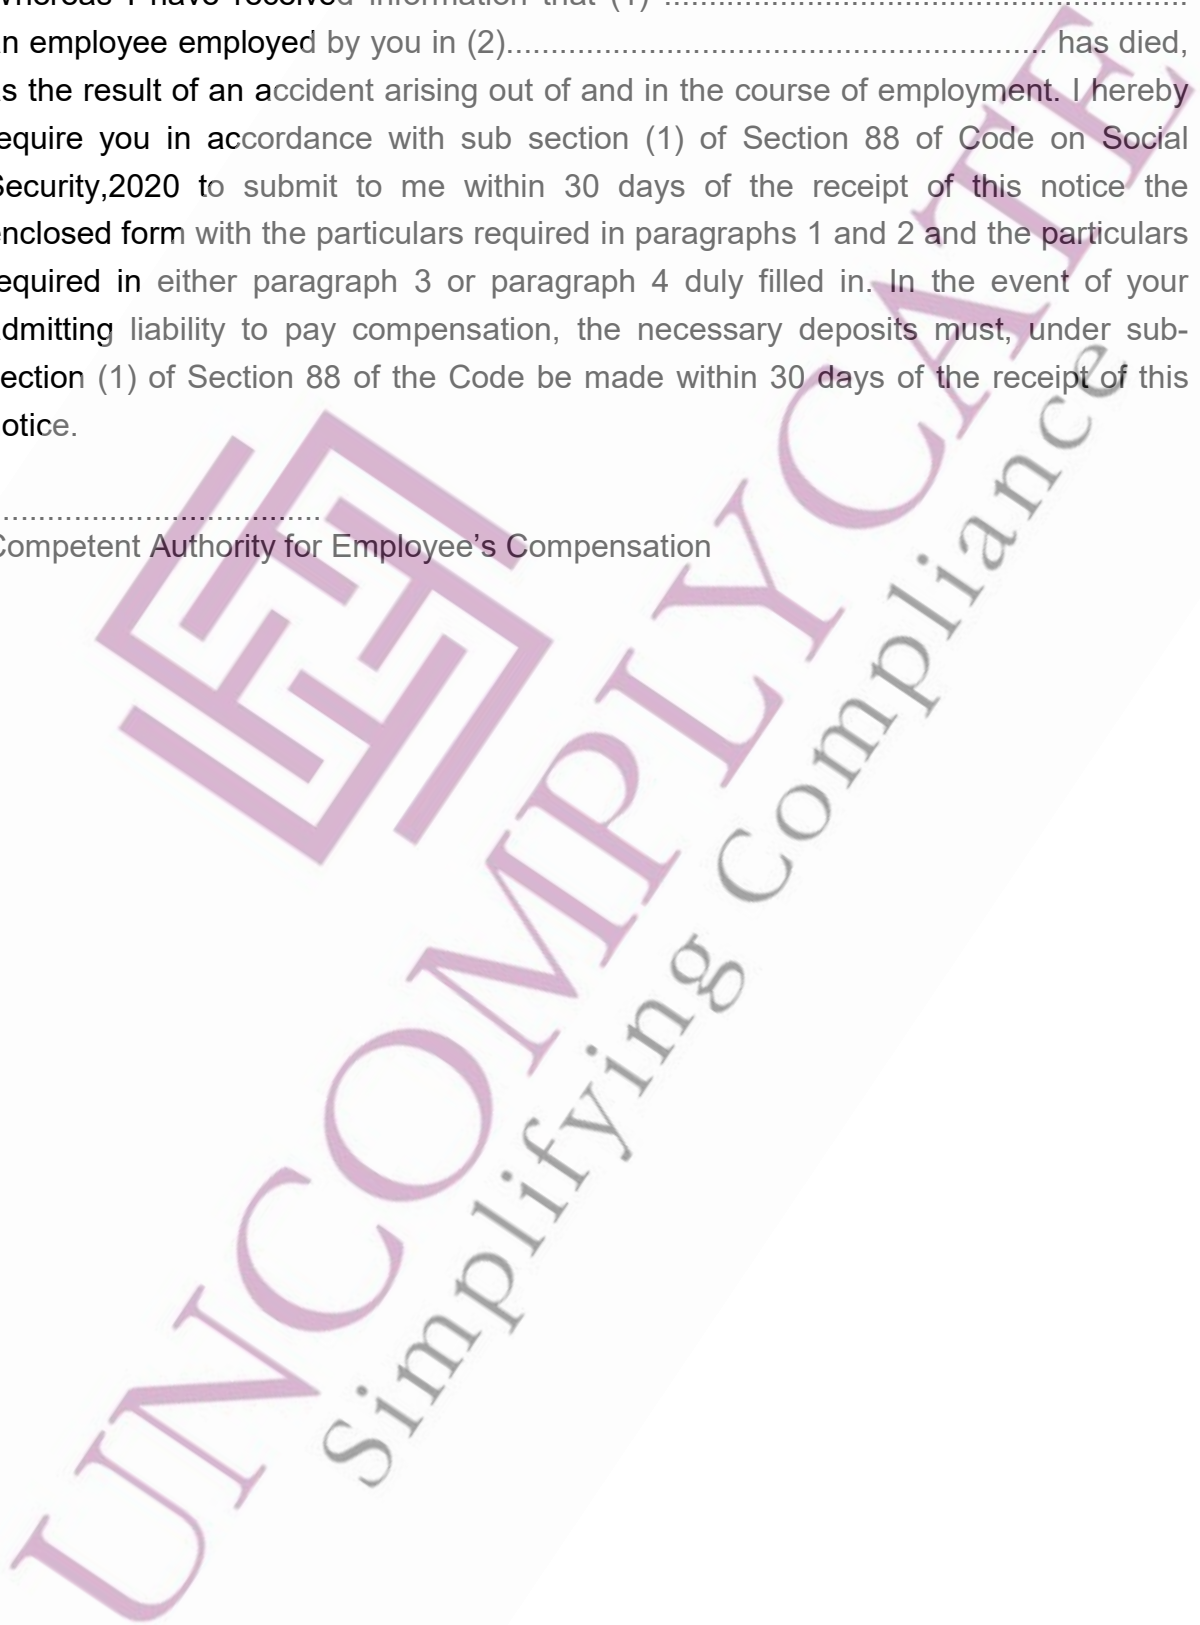 whereas I have received information that (1) ..........................................................
an employee employed by you in (2)............................................................ has died,
s the result of an accident arising out of and in the course of employment. I hereby
equire you in accordance with sub section (1) of Section 88 of Code on Social
Security,2020 to submit to me within 30 days of the receipt of this notice the
enclosed form with the particulars required in paragraphs 1 and 2 and the particulars
equired in either paragraph 3 or paragraph 4 duly filled in. In the event of your
dmitting liability to pay compensation, the necessary deposits must, under sub-
ection (1) of Section 88 of the Code be made within 30 days of the receipt of this
otice.
....................................
Competent Authority for Employee's Compensation
UNCOMPLYCATE
Simplifying Compliance